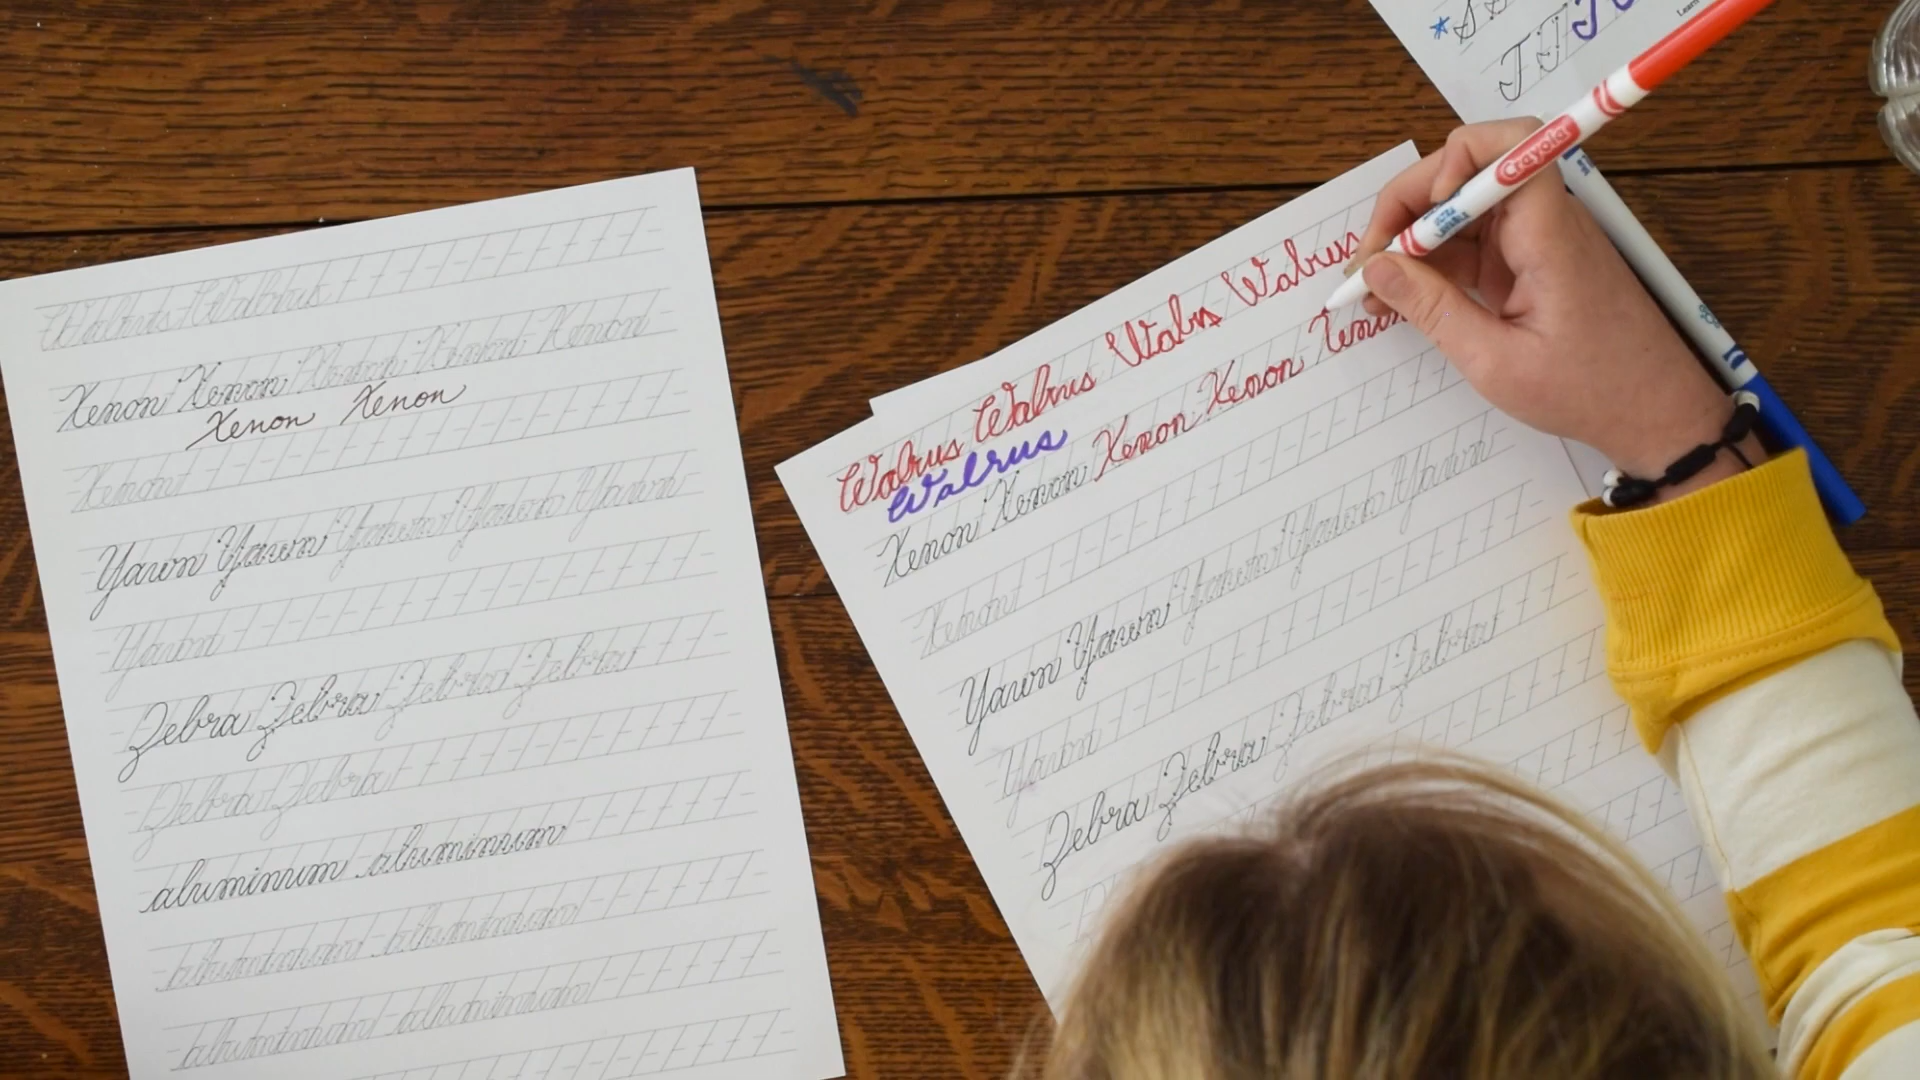 Walrus Walrus
Xenon Xenon Xenon Xenon Xenon
Xenon Xenon
Xenon
Yawn Yawn Yawn Yawn Yawn
Yawn
Zebra Zebra Zebra Zebra
Zebra Zebra
aluminum aluminum
aluminum aluminum
aluminum aluminum
Walrus Walrus Walrus Walrus
Walrus
Xenon Xenon Xenon Xenon Xenon
Xenon
Yawn Yawn Yawn Yawn Yawn
Yawn
Zebra Zebra Zebra Zebra
Learn
Crayola